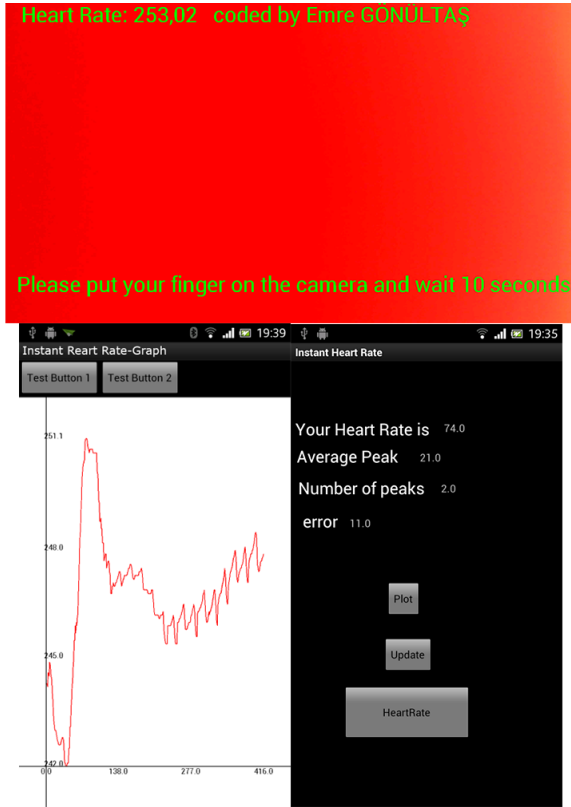 Heart Rate: 253,02 coded by Emre GÖNÜLTAŞ
Please put your finger on the camera and wait 10 seconds
19:39
Instant Reart Rate-Graph
Test Button 1 Test Button 2
251.1
248.0
245.0
242.0
0.0 138.0 277.0 416.0
19:35
Instant Heart Rate
Your Heart Rate is 74.0
Average Peak 21.0
Number of peaks 2.0
error 11.0
Plot
Update
HeartRate